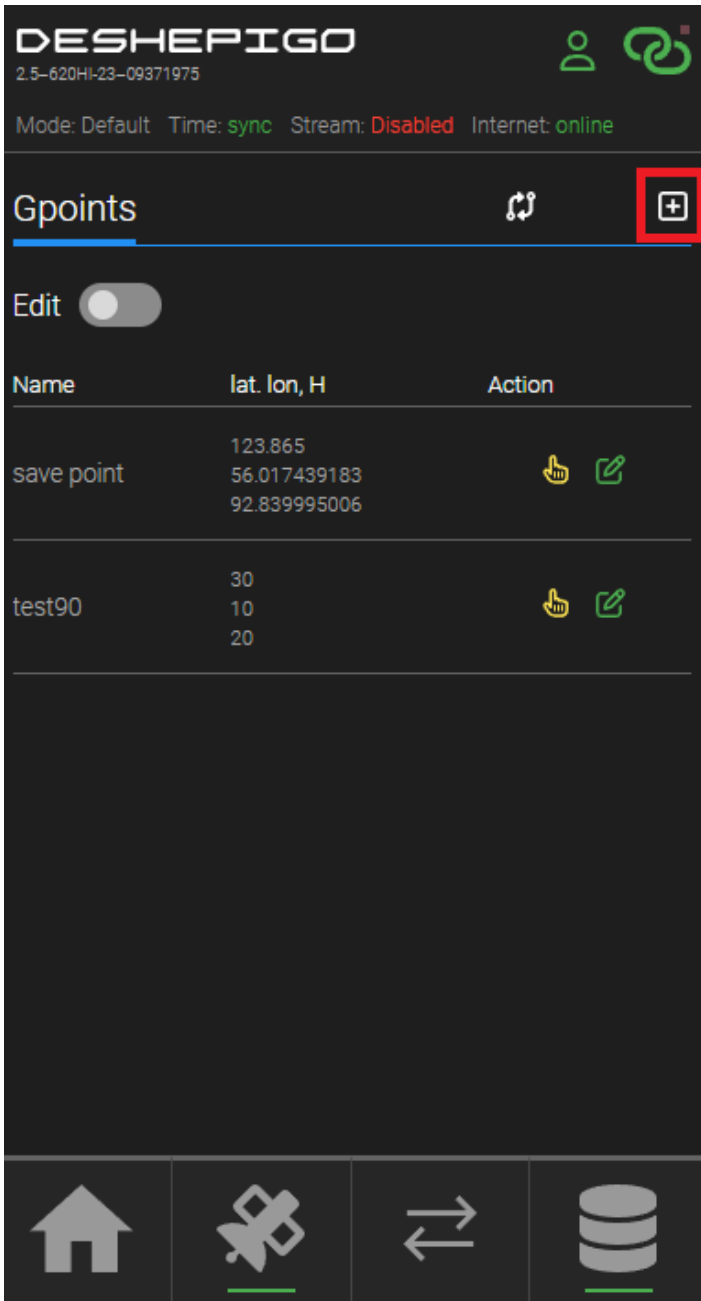 DESHEPIGO
2.5–620HI-23–09371975
Mode: Default Time: sync Stream: Disabled Internet: online
Gpoints
Edit
Name lat. lon, H Action
save point
123.865
56.017439183
92.839995006
test90
30
10
20